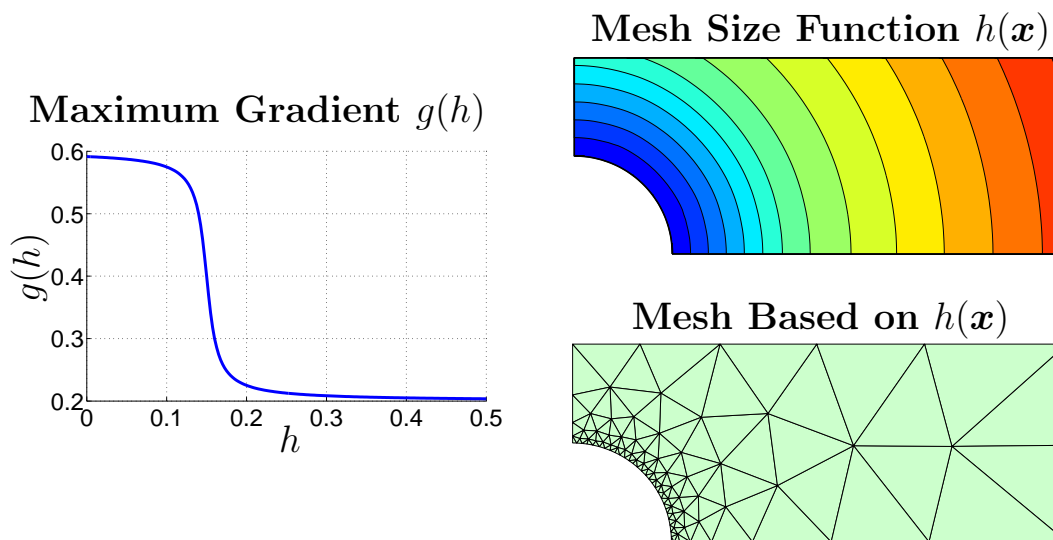 Maximum Gradient g(h)
0.6
0.5
0.4
0.3
0.2
g(h)
0 0.1 0.2 0.3 0.4 0.5
h
Mesh Size Function h(x)
Mesh Based on h(x)